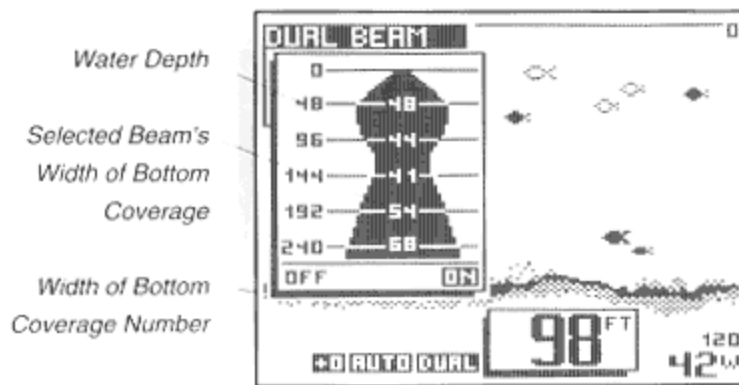 Water Depth
Selected Beam's
Width of Bottom
Coverage
Width of Bottom
Coverage Number
DUAL BEAM
0
0
48 48
96 44
144 41
192 54
240 68
OFF ON
98 FT
120
+D AUTO DUAL
42W